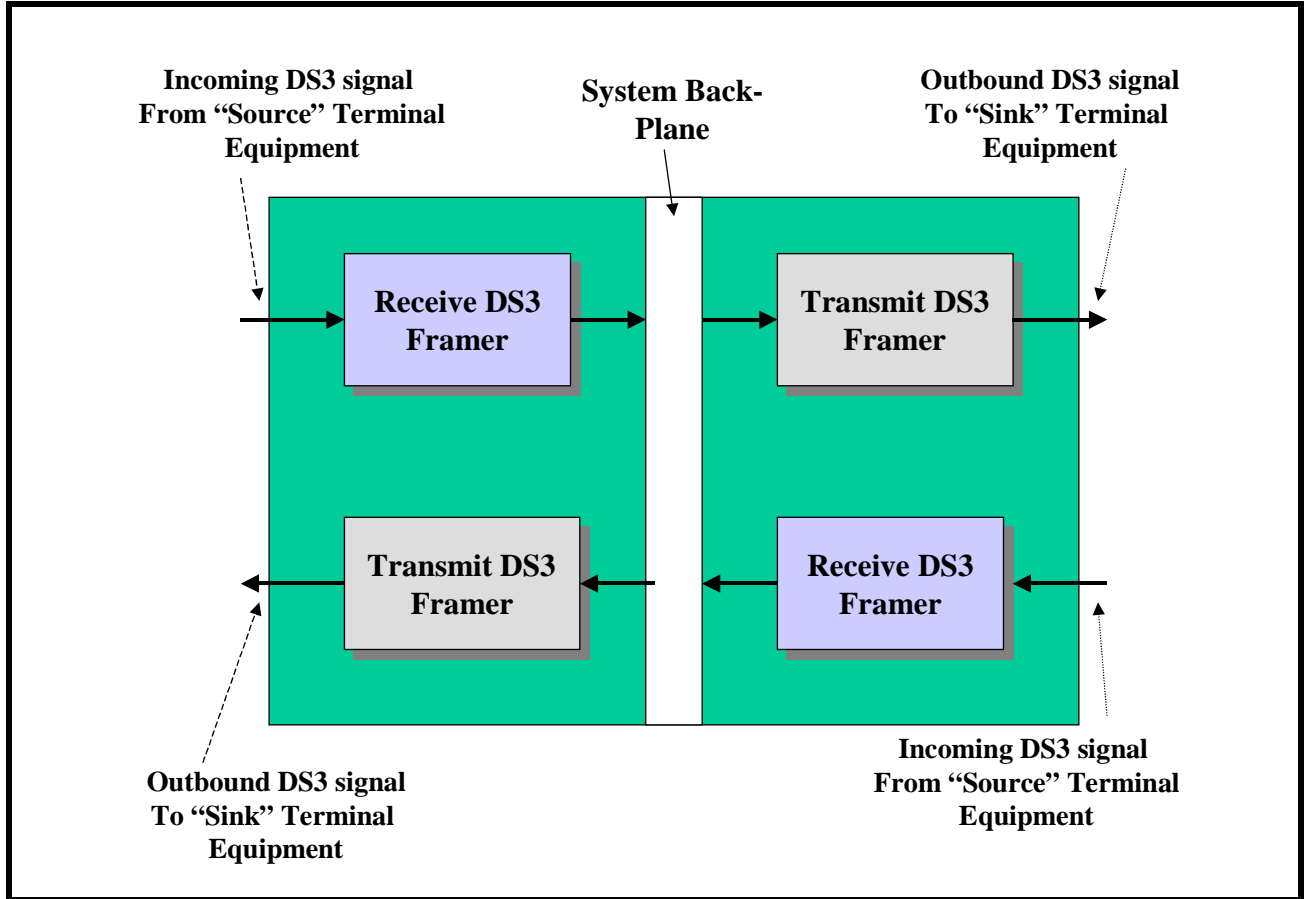 Incoming DS3 signal
From “Source” Terminal
Equipment
System Back-
Plane
Outbound DS3 signal
To “Sink” Terminal
Equipment
Receive DS3
Framer
Transmit DS3
Framer
Transmit DS3
Framer
Receive DS3
Framer
Outbound DS3 signal
To “Sink” Terminal
Equipment
Incoming DS3 signal
From “Source” Terminal
Equipment